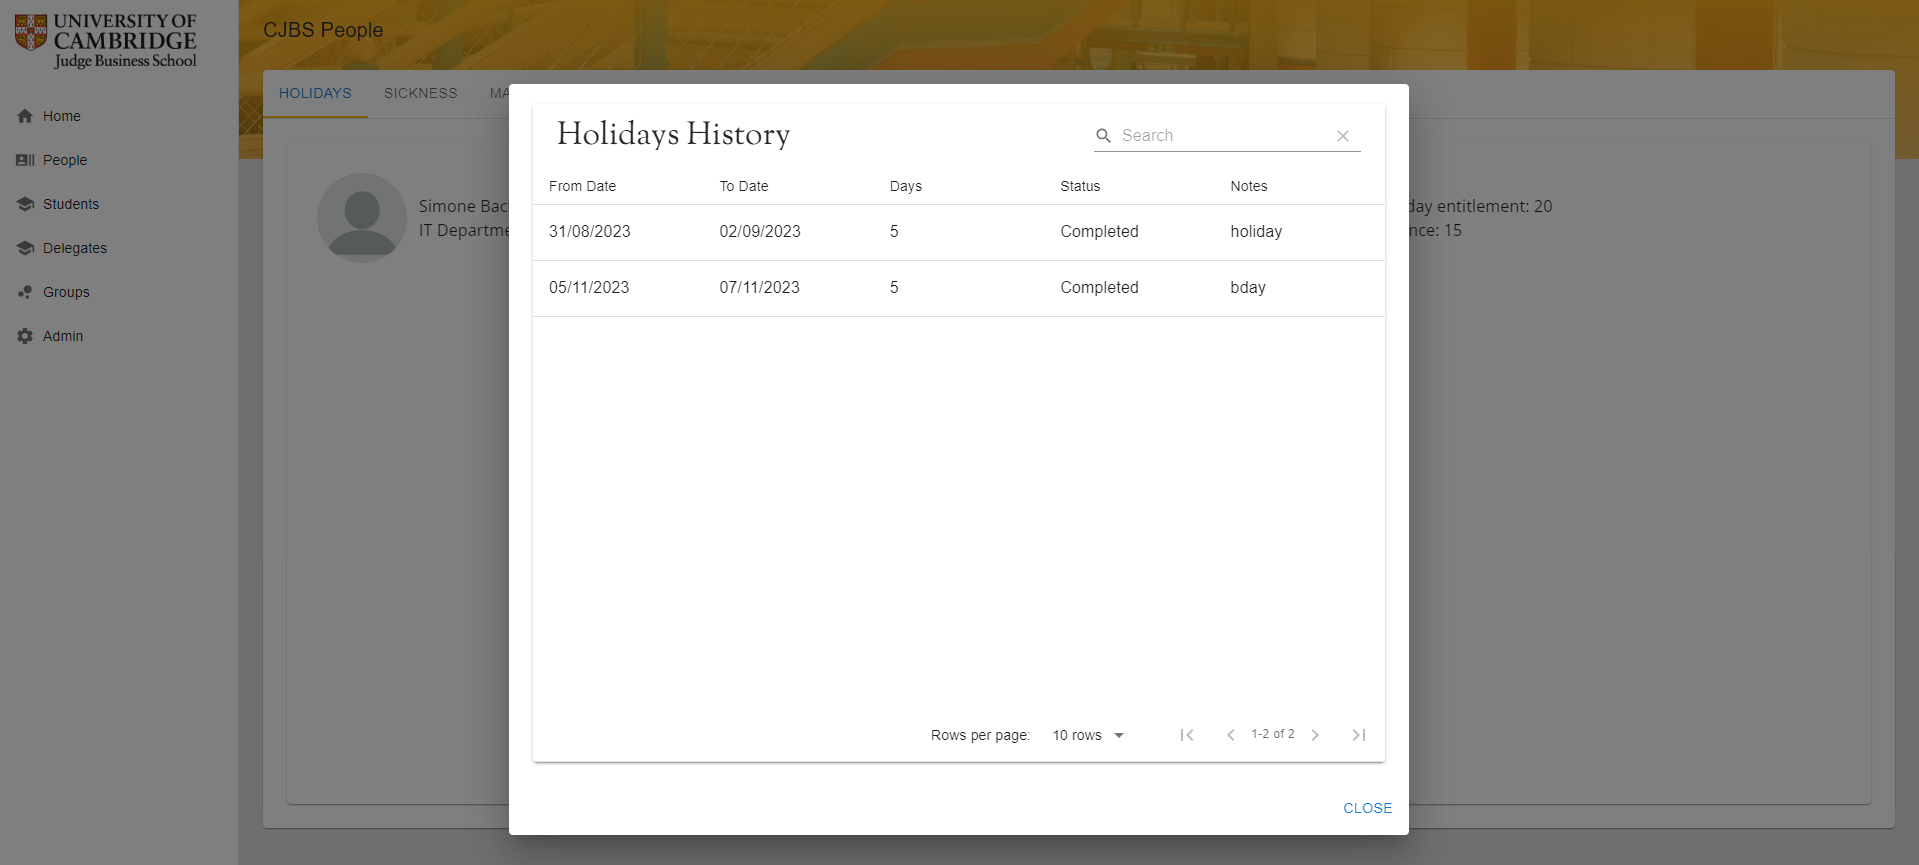 UNIVERSITY OF
CAMBRIDGE
Judge Business School
CJBS People
Home
People
Students
Delegates
Groups
Admin
HOLIDAYS SICKNESS MA
Simone Bac
IT Departme
day entitlement: 20
nce: 15
Holidays History
Search
From Date To Date Days Status Notes
31/08/2023 02/09/2023 5 Completed holiday
05/11/2023 07/11/2023 5 Completed bday
Rows per page: 10 rows 1-2 of 2
CLOSE